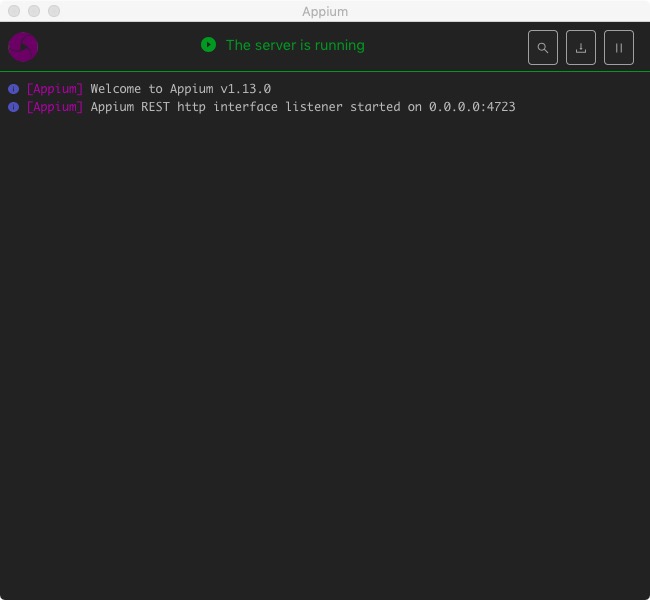 Appium
The server is running
[Appium] Welcome to Appium v1.13.0
[Appium] Appium REST http interface listener started on 0.0.0.0:4723